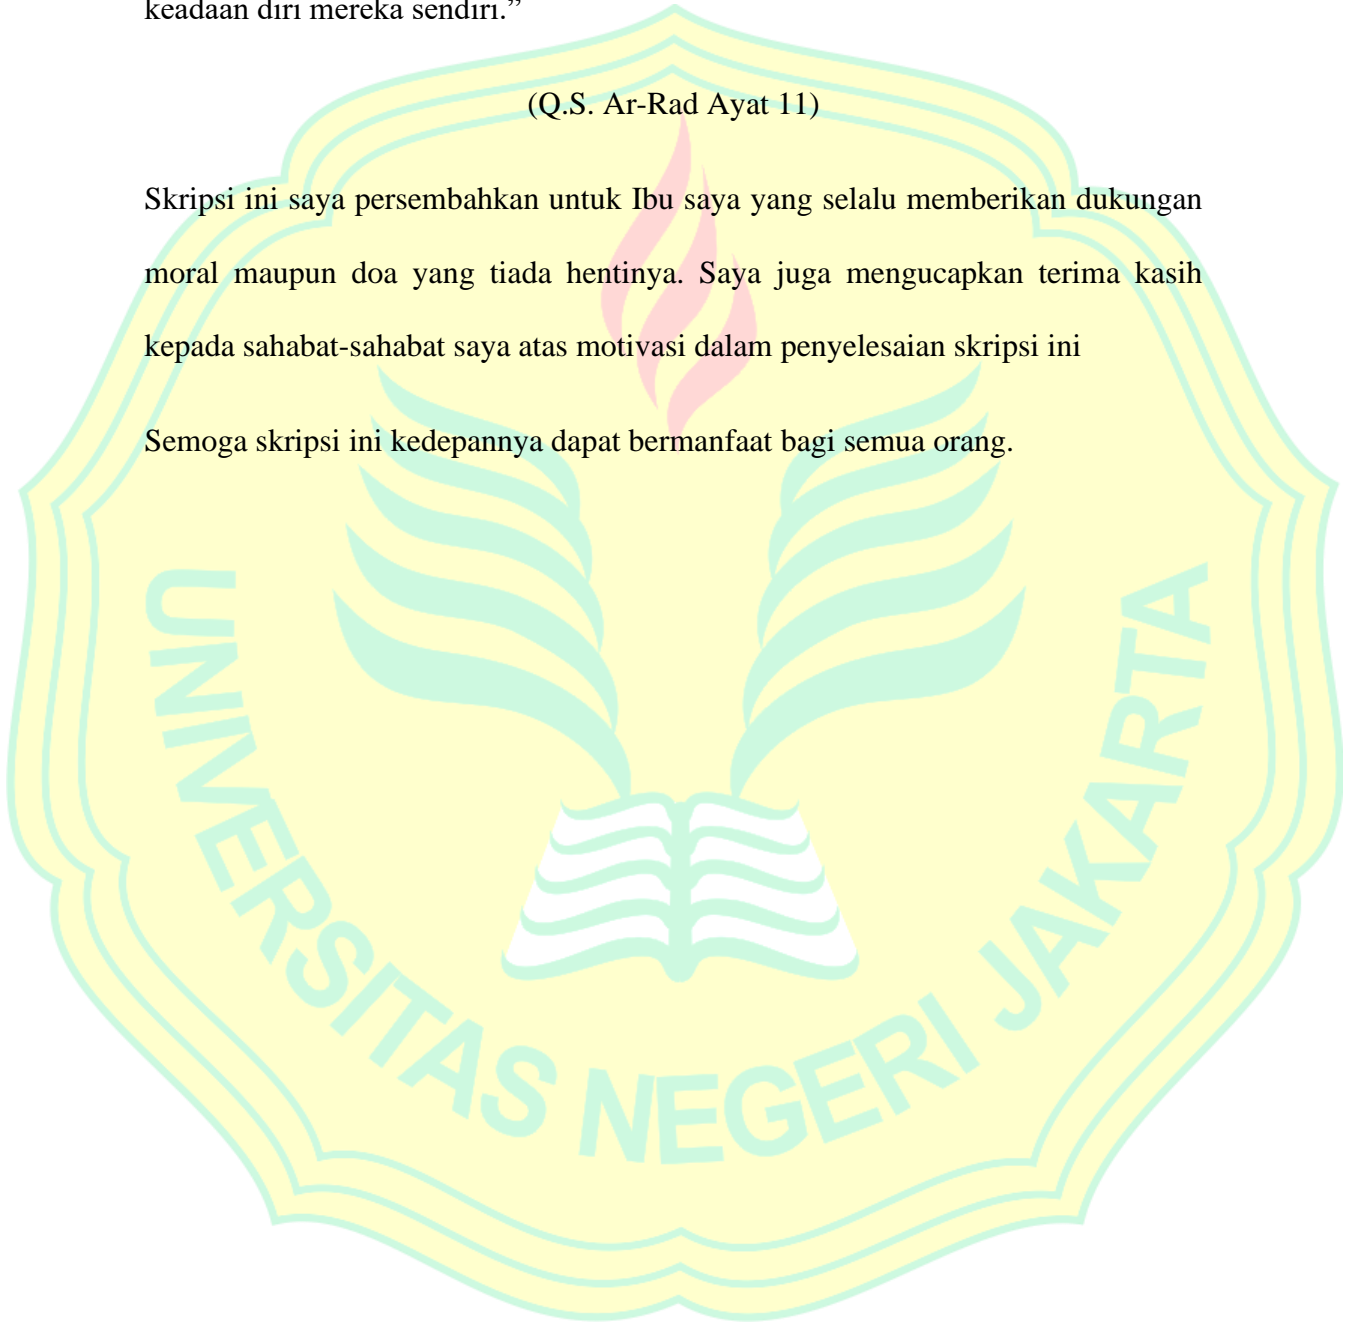 keadaan diri mereka sendiri.”
(Q.S. Ar-Rad Ayat 11)
Skripsi ini saya persembahkan untuk Ibu saya yang selalu memberikan dukungan
moral maupun doa yang tiada hentinya. Saya juga mengucapkan terima kasih
kepada sahabat-sahabat saya atas motivasi dalam penyelesaian skripsi ini
Semoga skripsi ini kedepannya dapat bermanfaat bagi semua orang.
UNIVERSITAS NEGERI JAKARTA